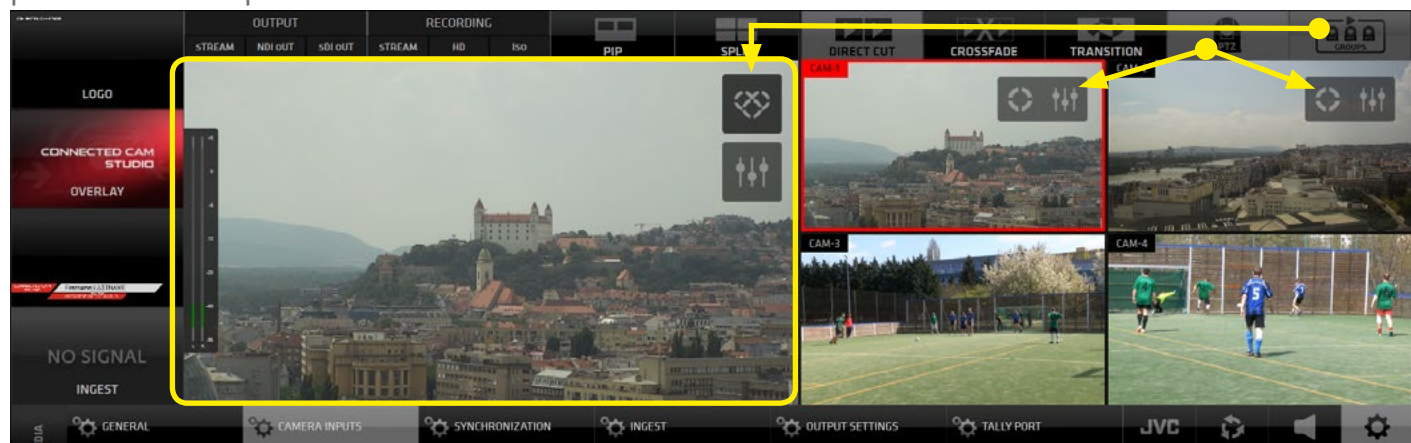 OUTPUT
RECORDING
STREAM NDI OUT SDI OUT STREAM HD ISO
PIP
SPL
DIRECT CUT
CROSSFADE
TRANSITION
PTZ
GROUPS
LOGO
CONNECTED CAM
STUDIO
OVERLAY
NO SIGNAL
INGEST
CAM-1
CAM-3
CAM-4
5
GENERAL
CAMERA INPUTS
SYNCHRONIZATION
INGEST
OUTPUT SETTINGS
TALLY PORT
JVC